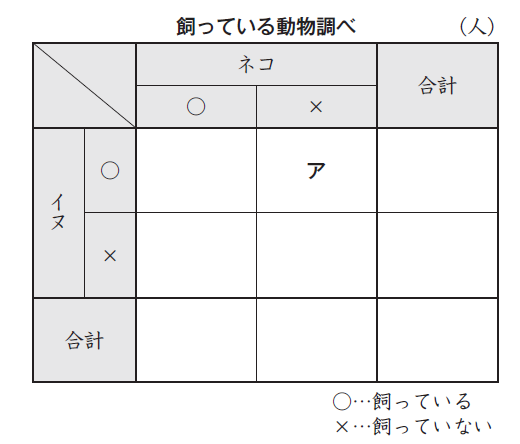 飼っている動物調べ (人)
ネコ 合計
○ ×
イヌ ○ ア
×
合計
○…飼っている
×…飼っていない